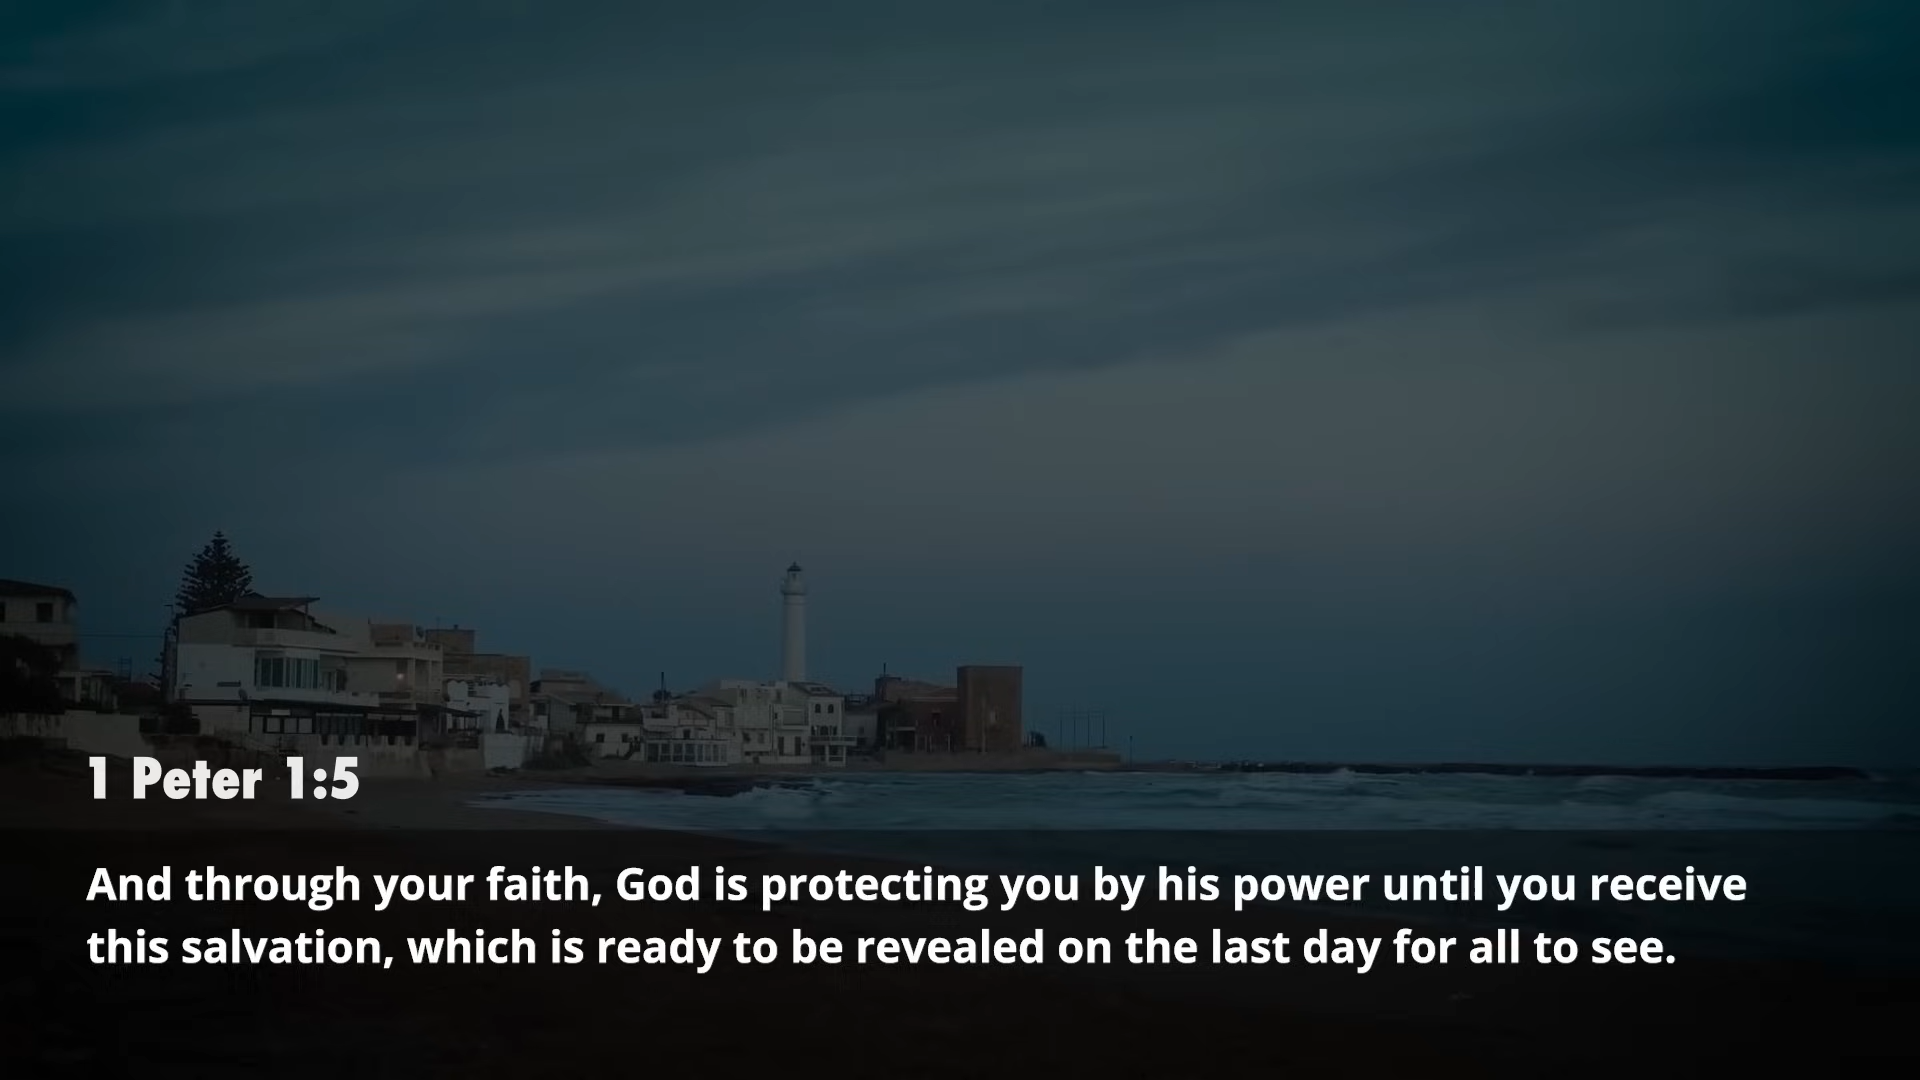 1 Peter 1:5
And through your faith, God is protecting you by his power until you receive
this salvation, which is ready to be revealed on the last day for all to see.